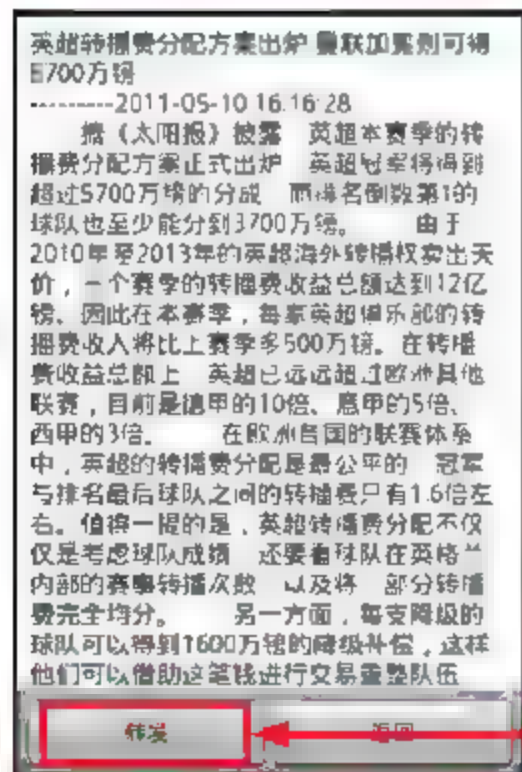 英超转播费分配方案出炉 曼联加冕则可得
5700万镑
---------2011-05-10 16:16:28
据《太阳报》披露 英超本赛季的转
播费分配方案正式出炉 英超冠军将得到
超过5700万镑的分成 而排名倒数第1的
球队也至少能分到3700万镑。 由于
2010年至2013年的英超海外转播权卖出天
价，一个赛季的转播费收益总额达到12亿
镑、因此在本赛季，每家英超俱乐部的转
播费收入将比上赛季多500万镑。在转播
费收益总额上 英超已远远超过欧洲其他
联赛，目前是德甲的10倍、意甲的5倍、
西甲的3倍。 在欧洲各国的联赛体系
中，英超的转播费分配是最公平的 冠军
与排名最后球队之间的转播费只有1.6倍左
右。值得一提的是，英超转播费分配不仅
仅是考虑球队成绩 还要看球队在英格兰
内部的赛事转播次数 以及将 部分转播
费完全均分。 另一方面，每支降级的
球队可以得到1600万镑的降级补偿，这样
他们可以借助这笔钱进行交易重整队伍
转发 返回